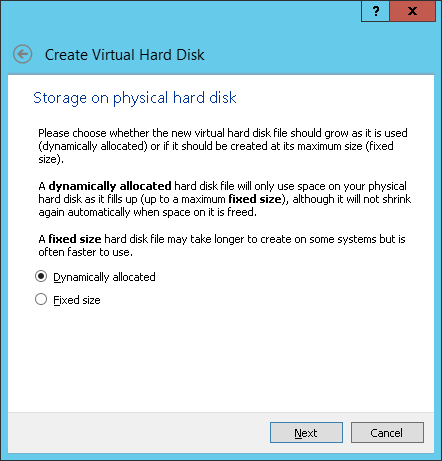 ?
x
Create Virtual Hard Disk
Storage on physical hard disk
Please choose whether the new virtual hard disk file should grow as it is used
(dynamically allocated) or if it should be created at its maximum size (fixed
size).
A dynamically allocated hard disk file will only use space on your physical
hard disk as it fills up (up to a maximum fixed size), although it will not shrink
again automatically when space on it is freed.
A fixed size hard disk file may take longer to create on some systems but is
often faster to use.
Dynamically allocated
Fixed size
Next
Cancel